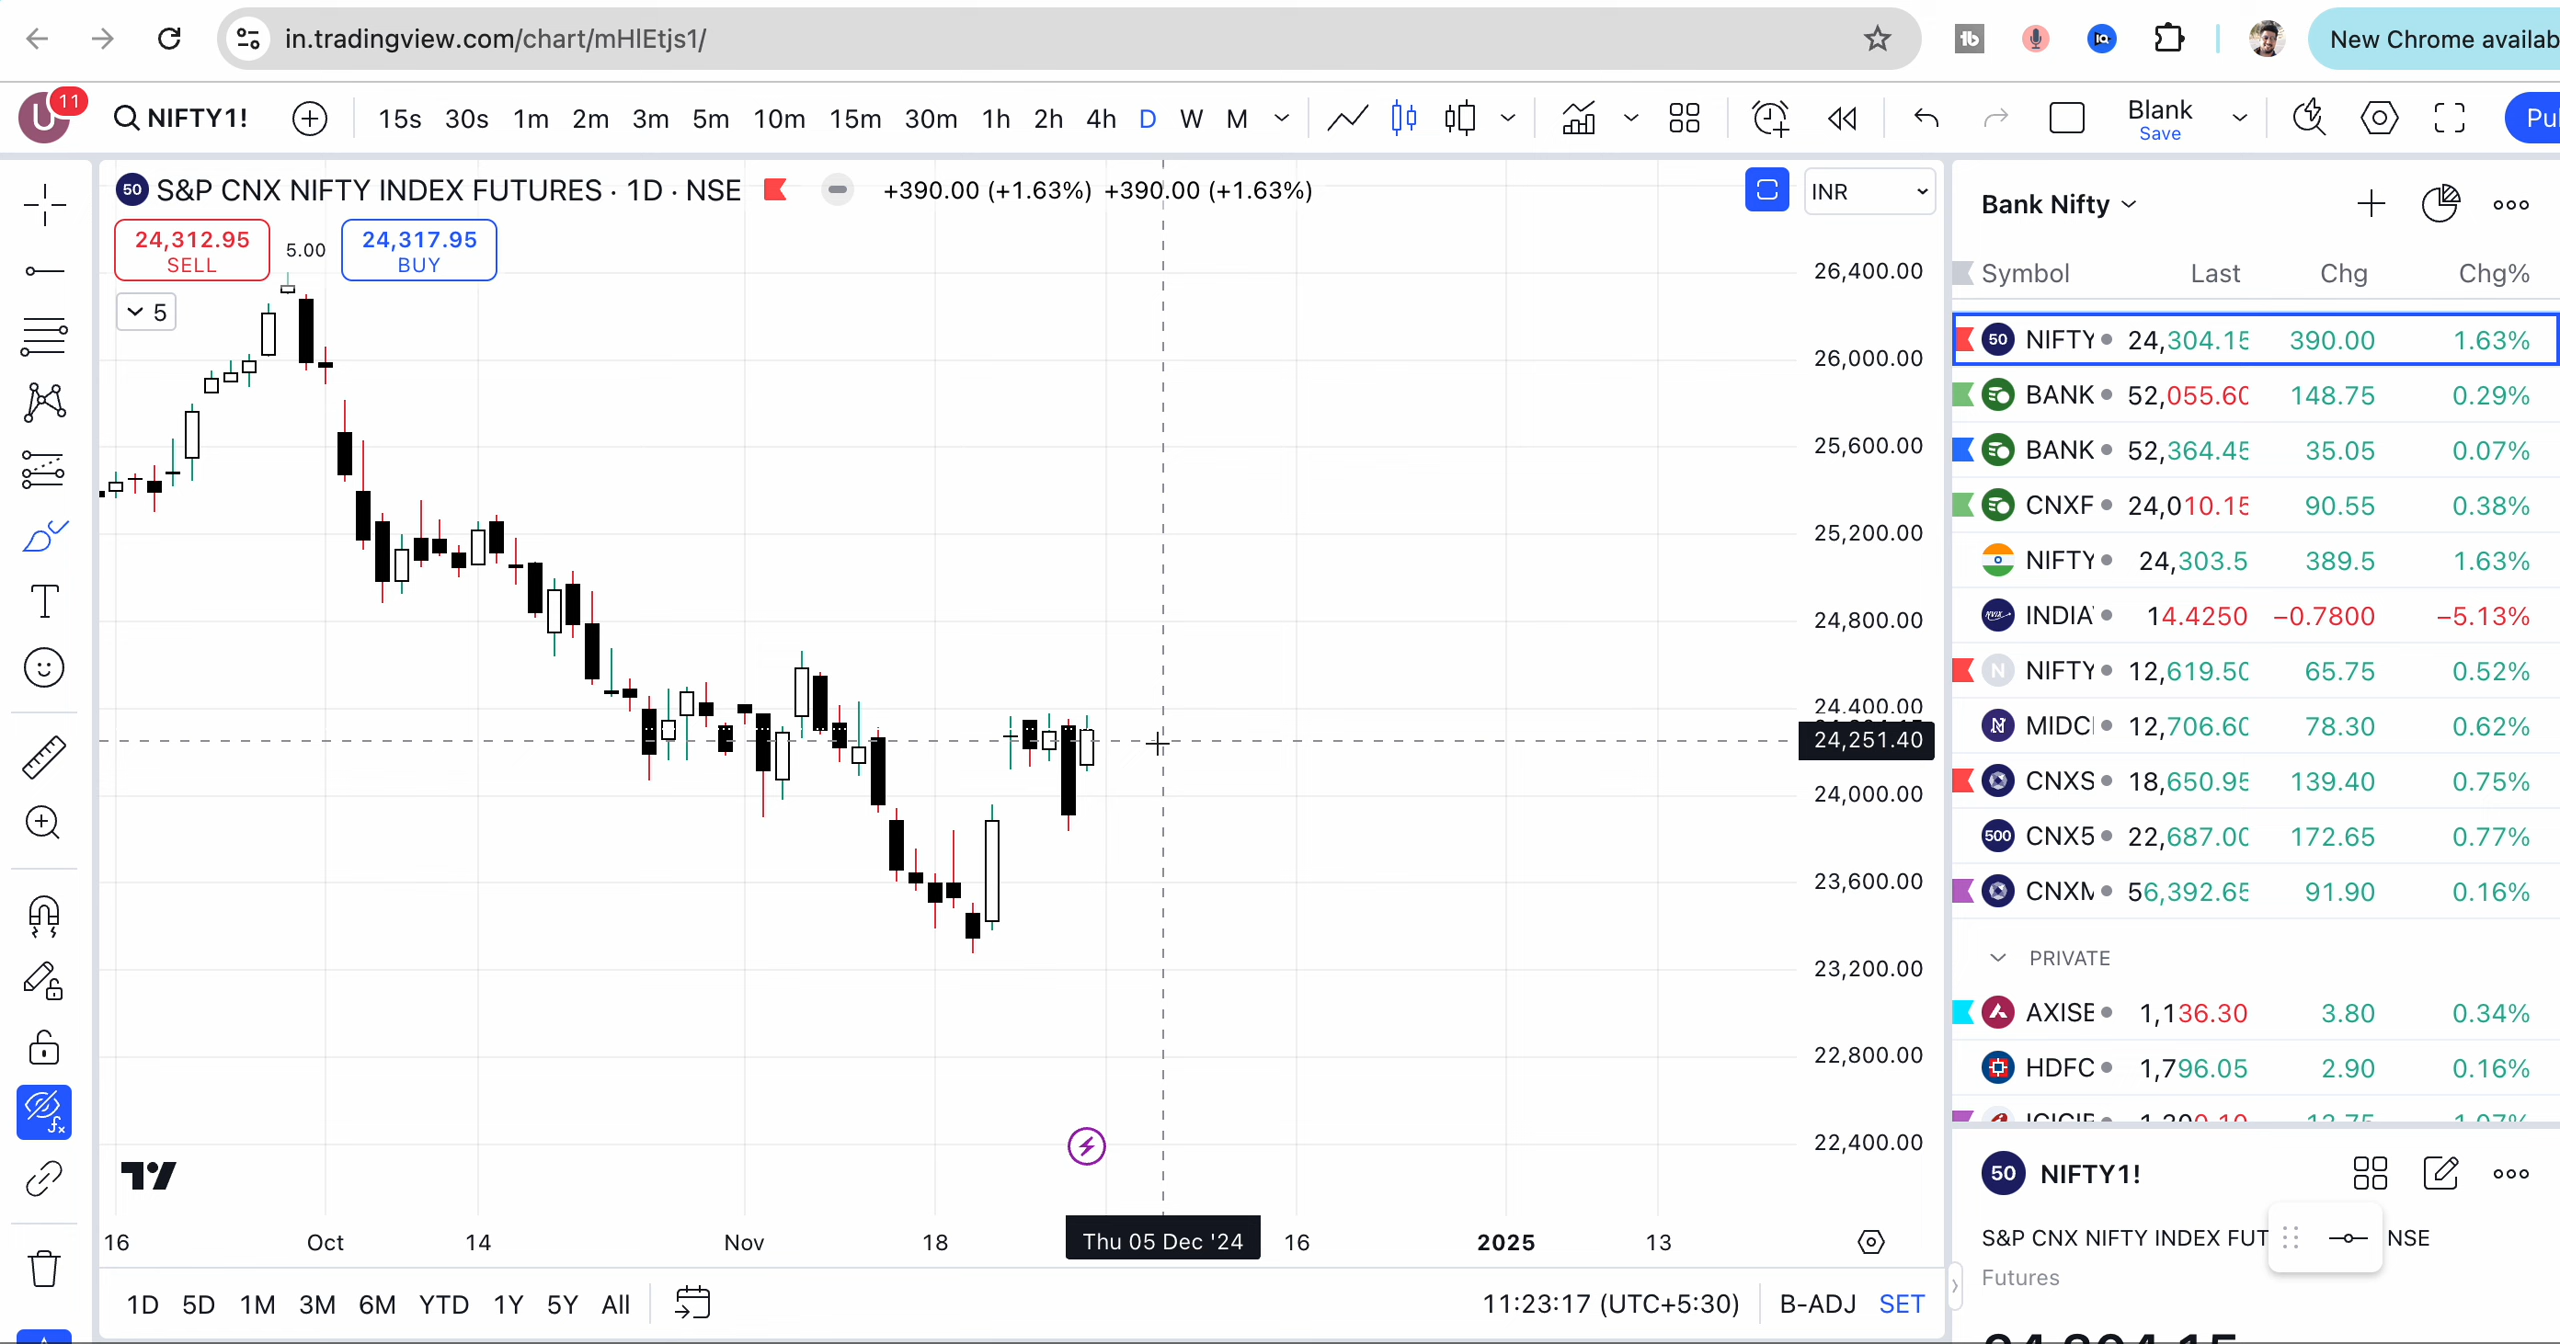 in.tradingview.com/chart/mHlEtjs1/
New Chrome availab
U 11 NIFTY1! 15s 30s 1m 2m 3m 5m 10m 15m 30m 1h 2h 4h D W M Blank Save Pul
50 S&P CNX NIFTY INDEX FUTURES · 1D · NSE +390.00 (+1.63%) +390.00 (+1.63%) INR
24,312.95 SELL 5.00 24,317.95 BUY
5
26,400.00
26,000.00
25,600.00
25,200.00
24,800.00
24,400.00
24,251.40
24,000.00
23,600.00
23,200.00
22,800.00
22,400.00
16 Oct 14 Nov 18 Thu 05 Dec '24 16 2025 13
1D 5D 1M 3M 6M YTD 1Y 5Y All 11:23:17 (UTC+5:30) B-ADJ SET
Bank Nifty
Symbol Last Chg Chg%
50 NIFTY 24,304.15 390.00 1.63%
BANK 52,055.60 148.75 0.29%
BANK 52,364.45 35.05 0.07%
CNXF 24,010.15 90.55 0.38%
NIFTY 24,303.5 389.5 1.63%
INDIA 14.4250 −0.7800 −5.13%
N NIFTY 12,619.50 65.75 0.52%
MIDC 12,706.60 78.30 0.62%
CNXS 18,650.95 139.40 0.75%
500 CNX5 22,687.00 172.65 0.77%
CNXM 56,392.65 91.90 0.16%
PRIVATE
AXISB 1,136.30 3.80 0.34%
HDFC 1,796.05 2.90 0.16%
50 NIFTY1!
S&P CNX NIFTY INDEX FUT NSE
Futures